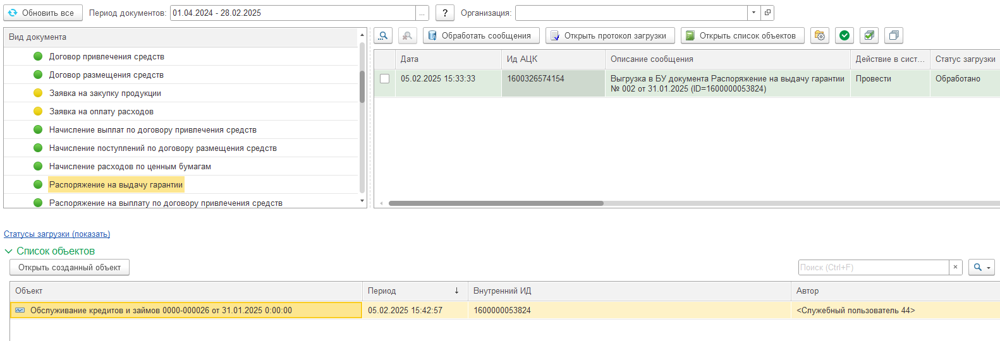 Обновить все
Период документов:
01.04.2024 - 28.02.2025
...
?
Организация:
Вид документа
Договор привлечения средств
Договор размещения средств
Заявка на закупку продукции
Заявка на оплату расходов
Начисление выплат по договору привлечения средств
Начисление поступлений по договору размещения средств
Начисление расходов по ценным бумагам
Распоряжение на выдачу гарантии
Распоряжение на выплату по договору привлечения средств
Обработать сообщения
Открыть протокол загрузки
Открыть список объектов
Дата
Ид АЦК
Описание сообщения
Действие в сист...
Статус загрузки
05.02.2025 15:33:33
1600326574154
Выгрузка в БУ документа Распоряжение на выдачу гарантии
№ 002 от 31.01.2025 (ID=1600000053824)
Провести
Обработано
Статусы загрузки (показать)
Список объектов
Открыть созданный объект
Поиск (Ctrl+F)
×
Объект
Период
↓
Внутренний ИД
Автор
Обслуживание кредитов и займов 0000-000026 от 31.01.2025 0:00:00
05.02.2025 15:42:57
1600000053824
<Служебный пользователь 44>